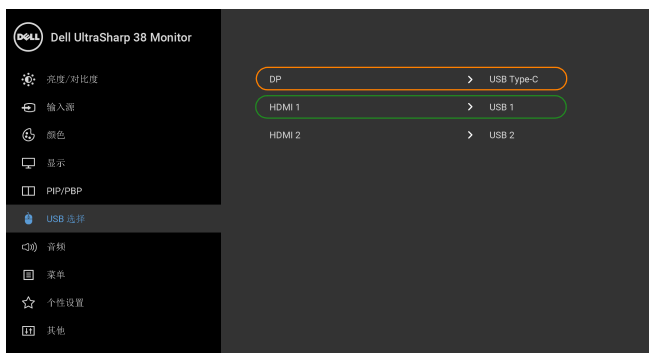 DELL Dell UltraSharp 38 Monitor
亮度/对比度
DP > USB Type-C
输入源
HDMI 1 > USB 1
颜色
HDMI 2 > USB 2
显示
PIP/PBP
USB 选择
音频
菜单
个性设置
其他